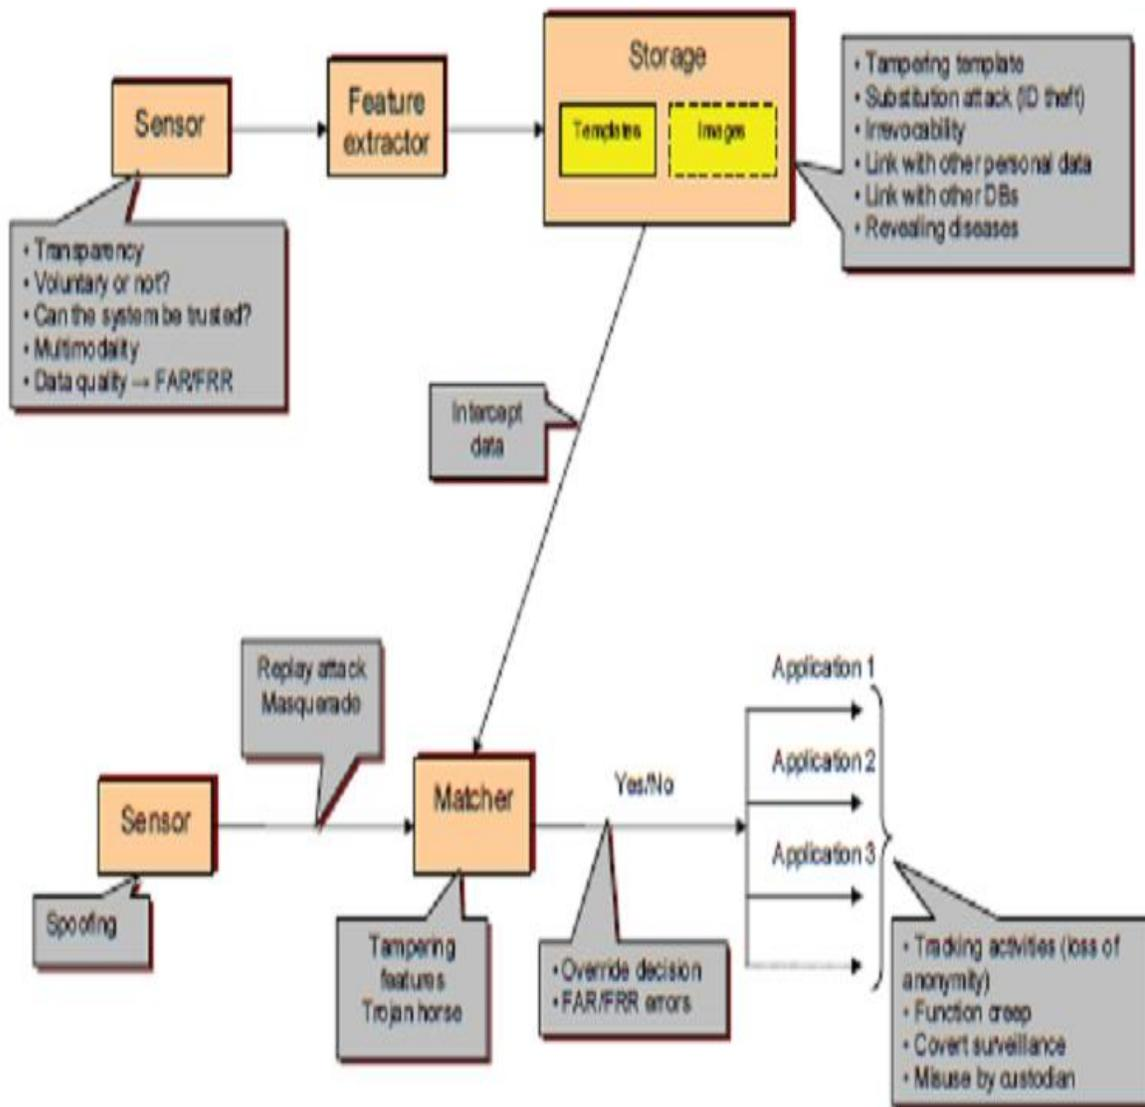 Storage
Templates
Images
Sensor
Feature
extractor
• Tampering template
• Substitution attack (ID theft)
• Irrevocability
• Link with other personal data
• Link with other DBs
• Revealing diseases
• Transparency
• Voluntary or not?
• Can the system be trusted?
• Multimodality
• Data quality → FAR/FRR
Intercept
data
Replay attack
Masquerade
Sensor
Matcher
Yes/No
Application 1
Application 2
Application 3
Spoofing
Tampering
features
Trojan horse
• Override decision
• FAR/FRR errors
• Tracking activities (loss of
anonymity)
• Function creep
• Covert surveillance
• Misuse by custodian